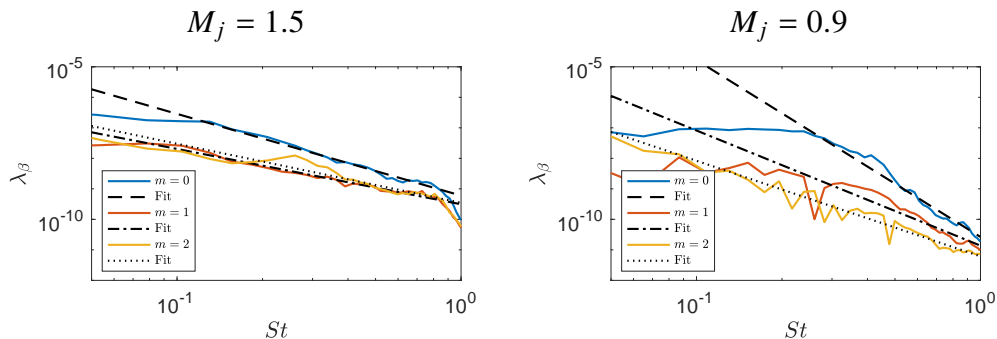 M_j = 1.5
10^-5
10^-10
λ_β
m = 0
Fit
m = 1
Fit
m = 2
Fit
10^-1
10^0
St
M_j = 0.9
10^-5
10^-10
λ_β
m = 0
Fit
m = 1
Fit
m = 2
Fit
10^-1
10^0
St